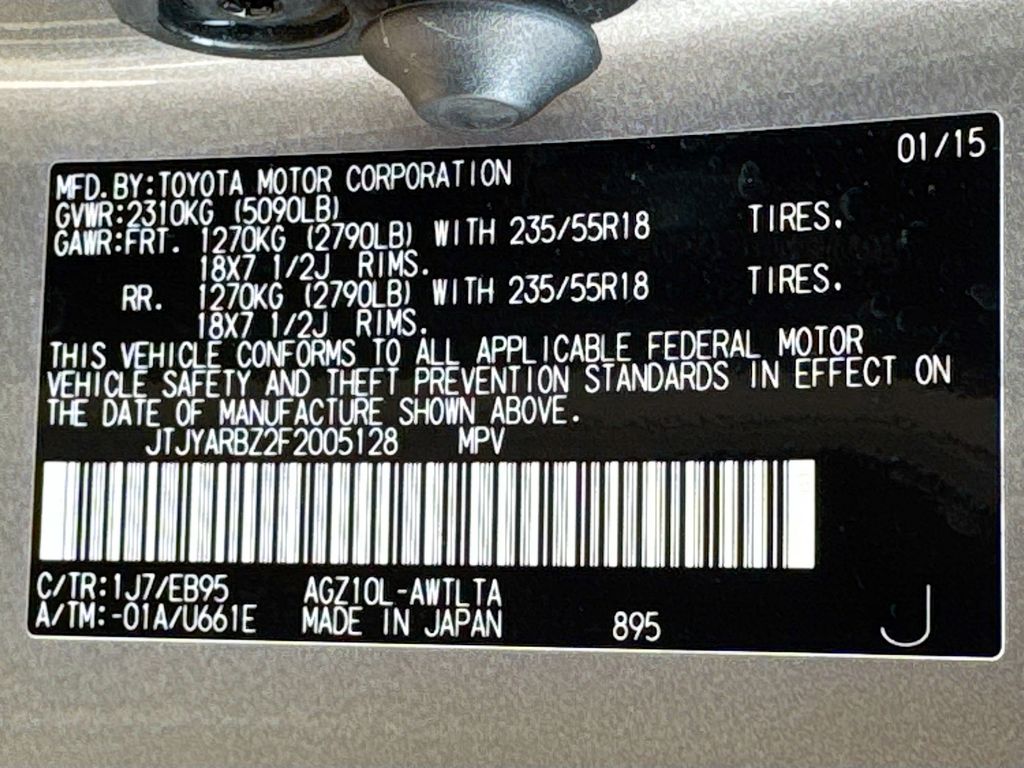 01/15
MFD.BY:TOYOTA MOTOR CORPORATION
GVWR:2310KG (5090LB)
GAWR:FRT. 1270KG (2790LB) WITH 235/55R18 TIRES.
18X7 1/2J RIMS.
RR. 1270KG (2790LB) WITH 235/55R18 TIRES.
18X7 1/2J RIMS.
THIS VEHICLE CONFORMS TO ALL APPLICABLE FEDERAL MOTOR
VEHICLE SAFETY AND THEFT PREVENTION STANDARDS IN EFFECT ON
THE DATE OF MANUFACTURE SHOWN ABOVE.
JTJYARBZ2F2005128 MPV
C/TR:1J7/EB95 AGZ10L-AWTLTA
A/TM:-01A/U661E MADE IN JAPAN 895 J